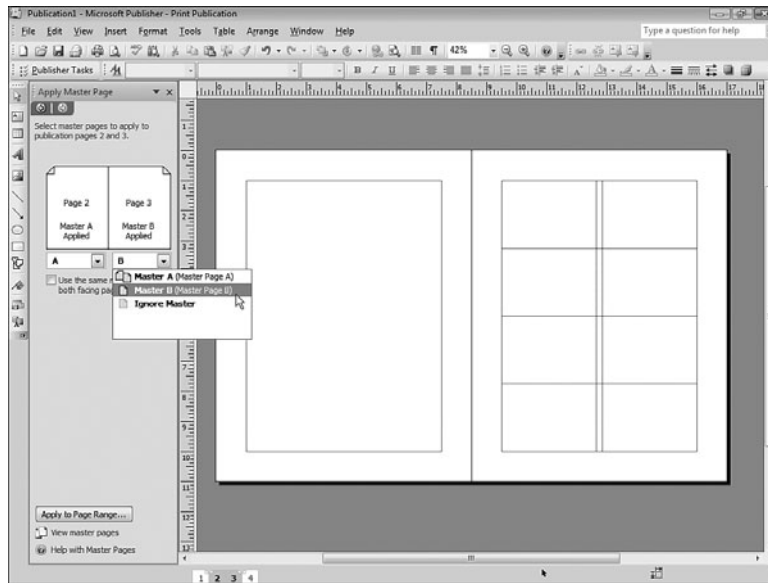 Publication1 - Microsoft Publisher - Print Publication
File Edit View Insert Format Tools Table Arrange Window Help
Type a question for help
42%
Publisher Tasks
B I U
Apply Master Page
Select master pages to apply to
publication pages 2 and 3.
Page 2 Page 3
Master A Master B
Applied Applied
A B
Use the same
both facing
Master A (Master Page A)
Master B (Master Page B)
Ignore Master
Apply to Page Range...
View master pages
Help with Master Pages
1 2 3 4